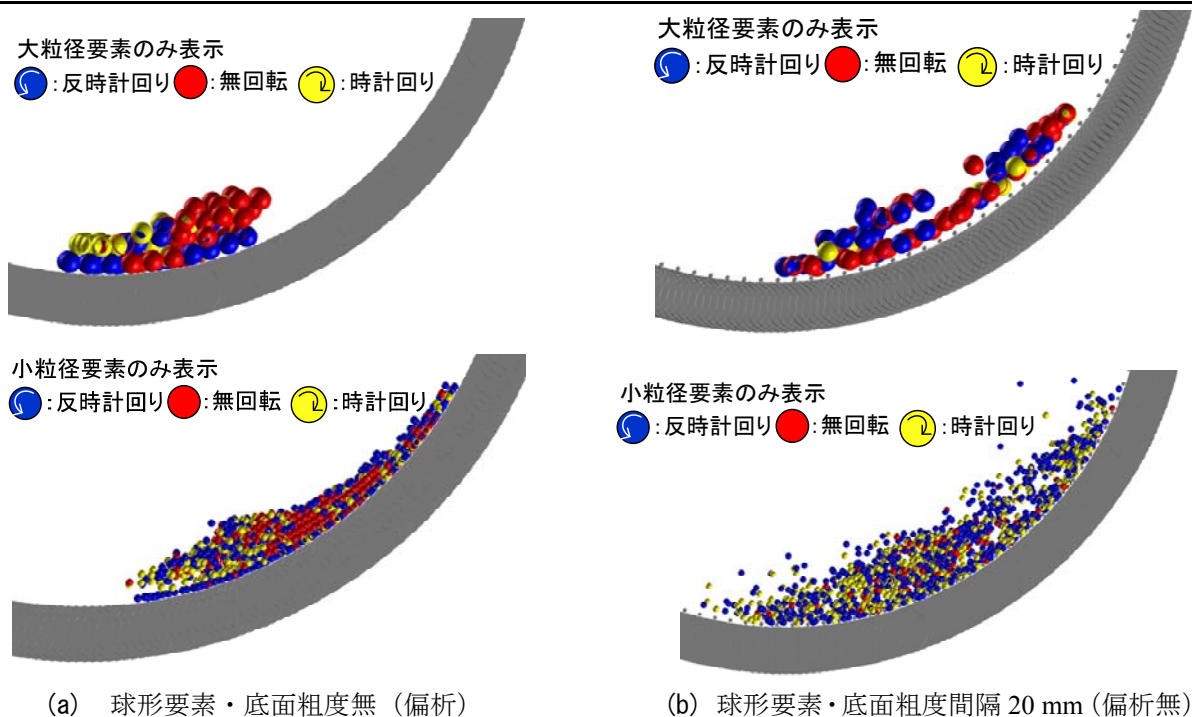 大粒径要素のみ表示
:反時計回り :無回転 :時計回り
大粒径要素のみ表示
:反時計回り :無回転 :時計回り
小粒径要素のみ表示
:反時計回り :無回転 :時計回り
小粒径要素のみ表示
:反時計回り :無回転 :時計回り
(a) 球形要素・底面粗度無（偏析）
(b) 球形要素・底面粗度間隔 20 mm（偏析無）